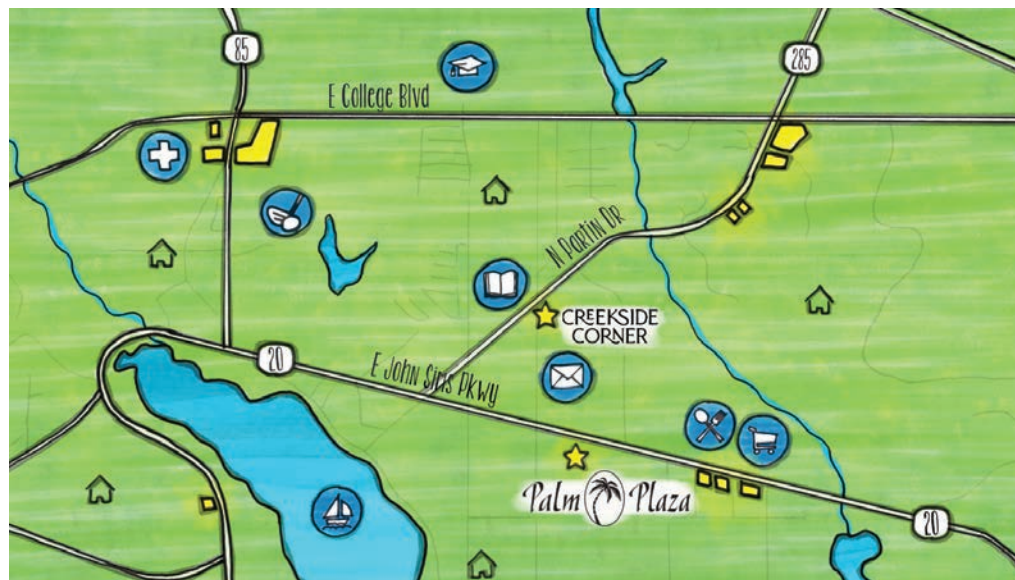 85
285
E College Blvd
N Partin Dr
CREEKSIDE
CORNER
20
E John Sims Pkwy
Palm Plaza
20